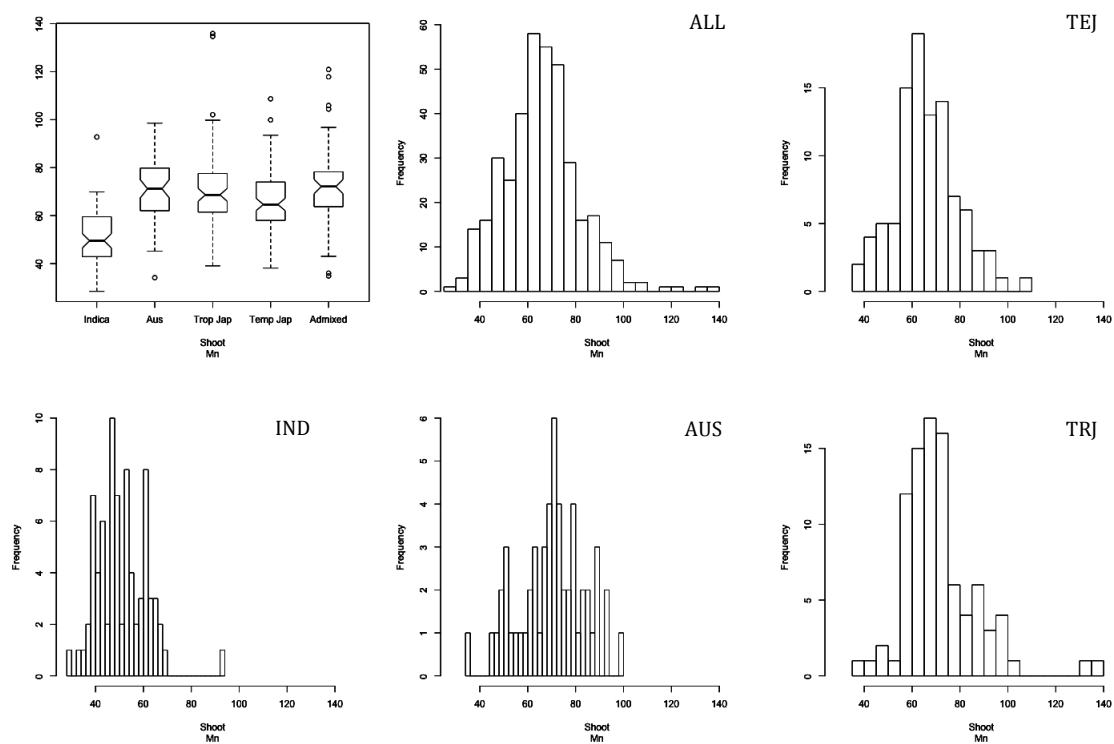 140
120
100
80
60
40
Indica Aus Trop Jap Temp Jap Admixed
Shoot
Mn
ALL
Frequency
60
50
40
30
20
10
0
40 60 80 100 120 140
Shoot
Mn
TEJ
Frequency
15
10
5
0
40 60 80 100 120 140
Shoot
Mn
IND
Frequency
10
8
6
4
2
0
40 60 80 100 120 140
Shoot
Mn
AUS
Frequency
6
5
4
3
2
1
0
40 60 80 100 120 140
Shoot
Mn
TRJ
Frequency
15
10
5
0
40 60 80 100 120 140
Shoot
Mn